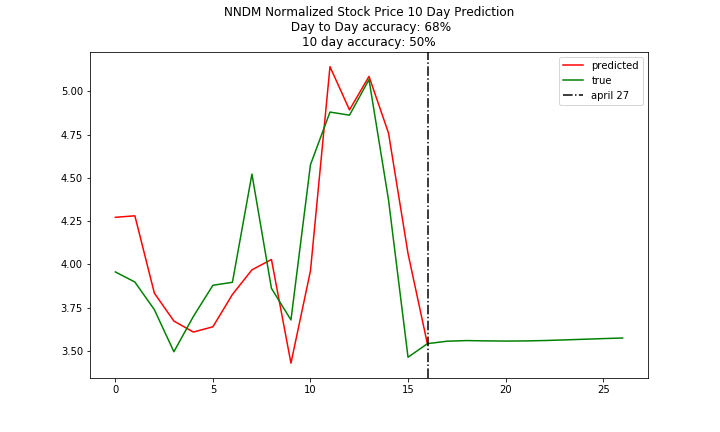 NNDM Normalized Stock Price 10 Day Prediction
Day to Day accuracy: 68%
10 day accuracy: 50%
predicted
true
april 27
5.00
4.75
4.50
4.25
4.00
3.75
3.50
0 5 10 15 20 25